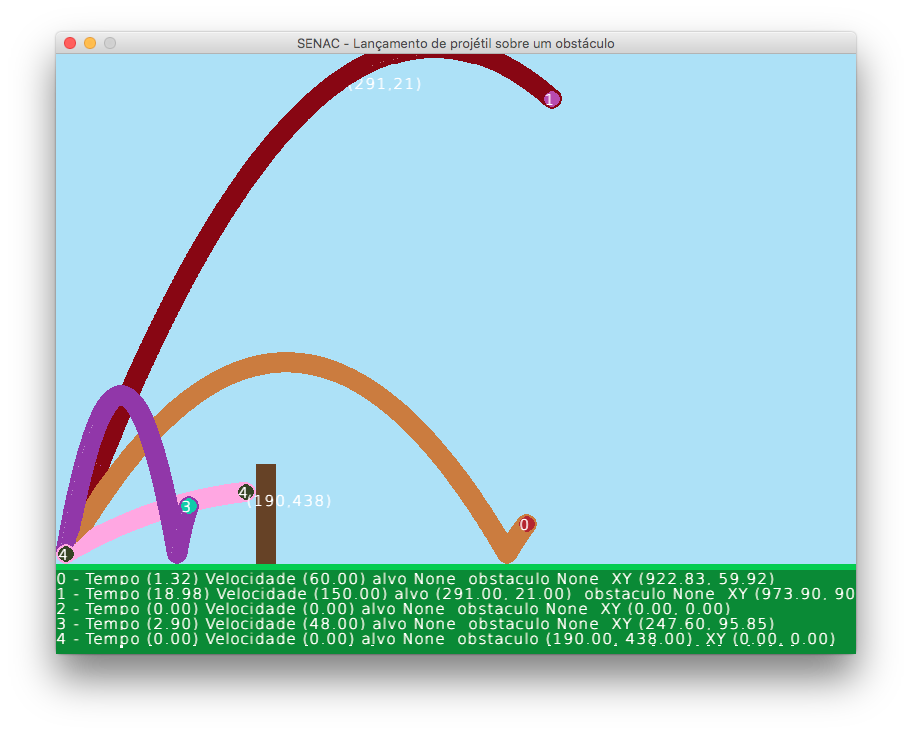 SENAC - Lançamento de projétil sobre um obstáculo
(291,21)
1
4
(190,438)
3
0
4
0 - Tempo (1.32) Velocidade (60.00) alvo None obstaculo None XY (922.83, 59.92)
1 - Tempo (18.98) Velocidade (150.00) alvo (291.00, 21.00) obstaculo None XY (973.90, 90
2 - Tempo (0.00) Velocidade (0.00) alvo None obstaculo None XY (0.00, 0.00)
3 - Tempo (2.90) Velocidade (48.00) alvo None obstaculo None XY (247.60, 95.85)
4 - Tempo (0.00) Velocidade (0.00) alvo None obstaculo (190.00, 438.00) XY (0.00, 0.00)